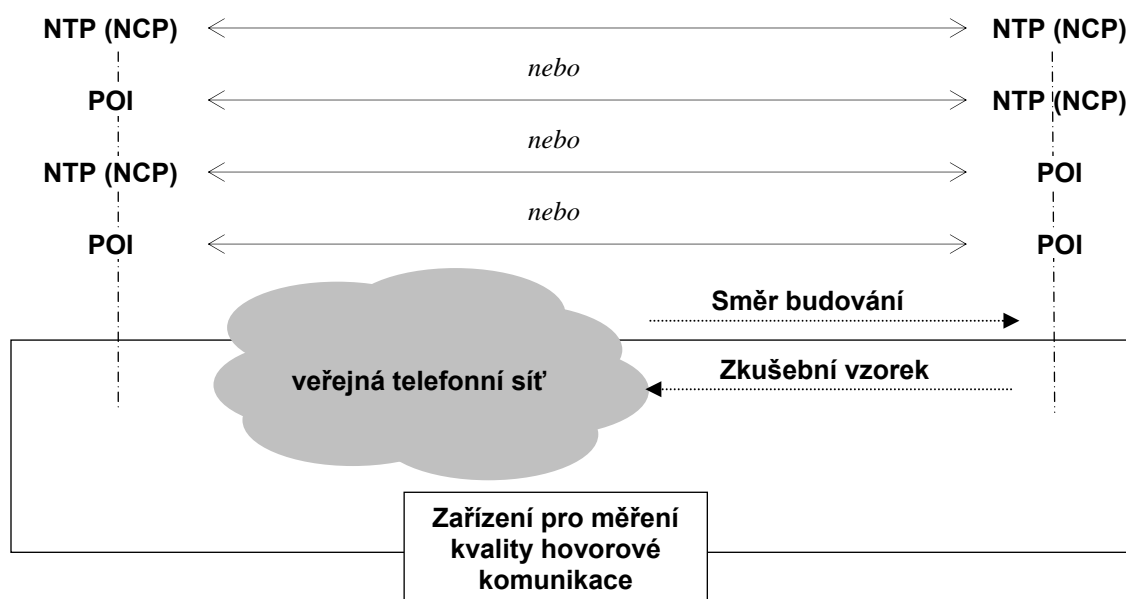 NTP (NCP) NTP (NCP)
nebo
POI NTP (NCP)
nebo
NTP (NCP) POI
nebo
POI POI
Směr budování
veřejná telefonní síť Zkušební vzorek
Zařízení pro měření
kvality hovorové
komunikace